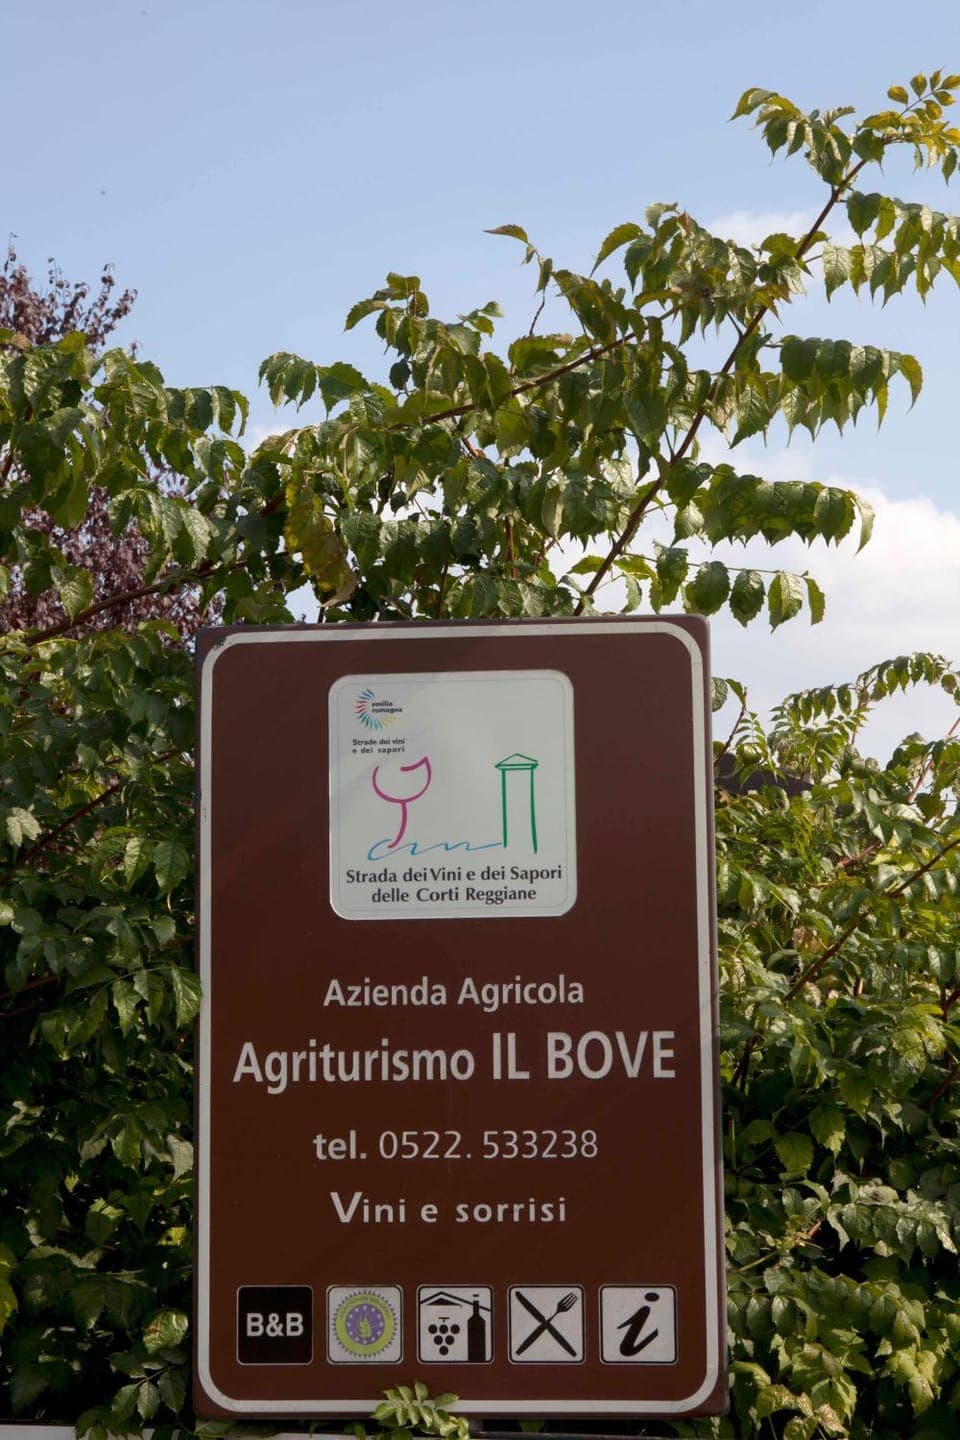 emilia
romagna
Strade dei vini
e dei sapori
Strada dei Vini e dei Sapori
delle Corti Reggiane
Azienda Agricola
Agriturismo IL BOVE
tel. 0522. 533238
Vini e sorrisi
B&B
i